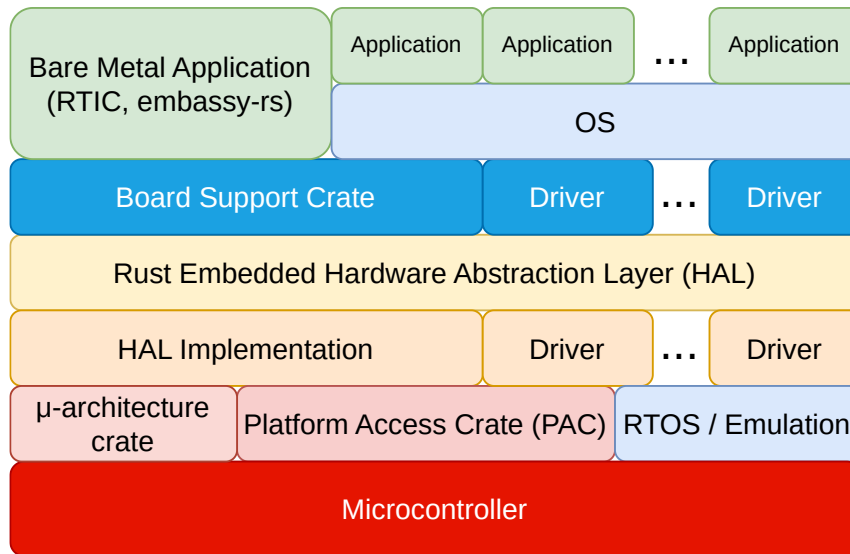 Bare Metal Application
(RTIC, embassy-rs)
Application
Application
...
Application
OS
Board Support Crate
Driver
...
Driver
Rust Embedded Hardware Abstraction Layer (HAL)
HAL Implementation
Driver
...
Driver
μ-architecture
crate
Platform Access Crate (PAC)
RTOS / Emulation
Microcontroller